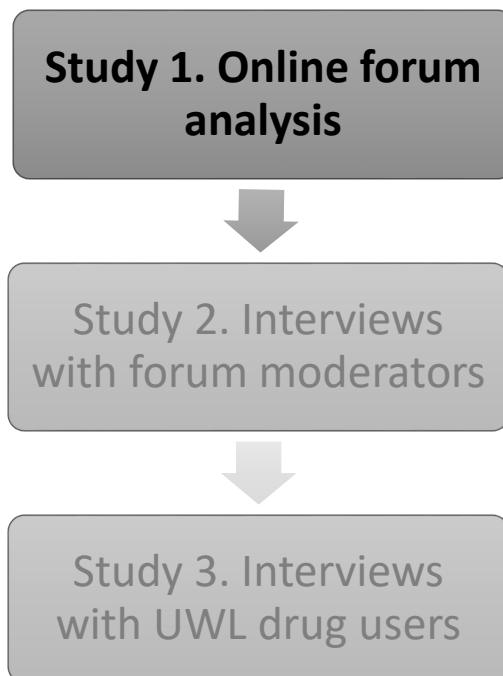 Study 1. Online forum
analysis
Study 2. Interviews
with forum moderators
Study 3. Interviews
with UWL drug users